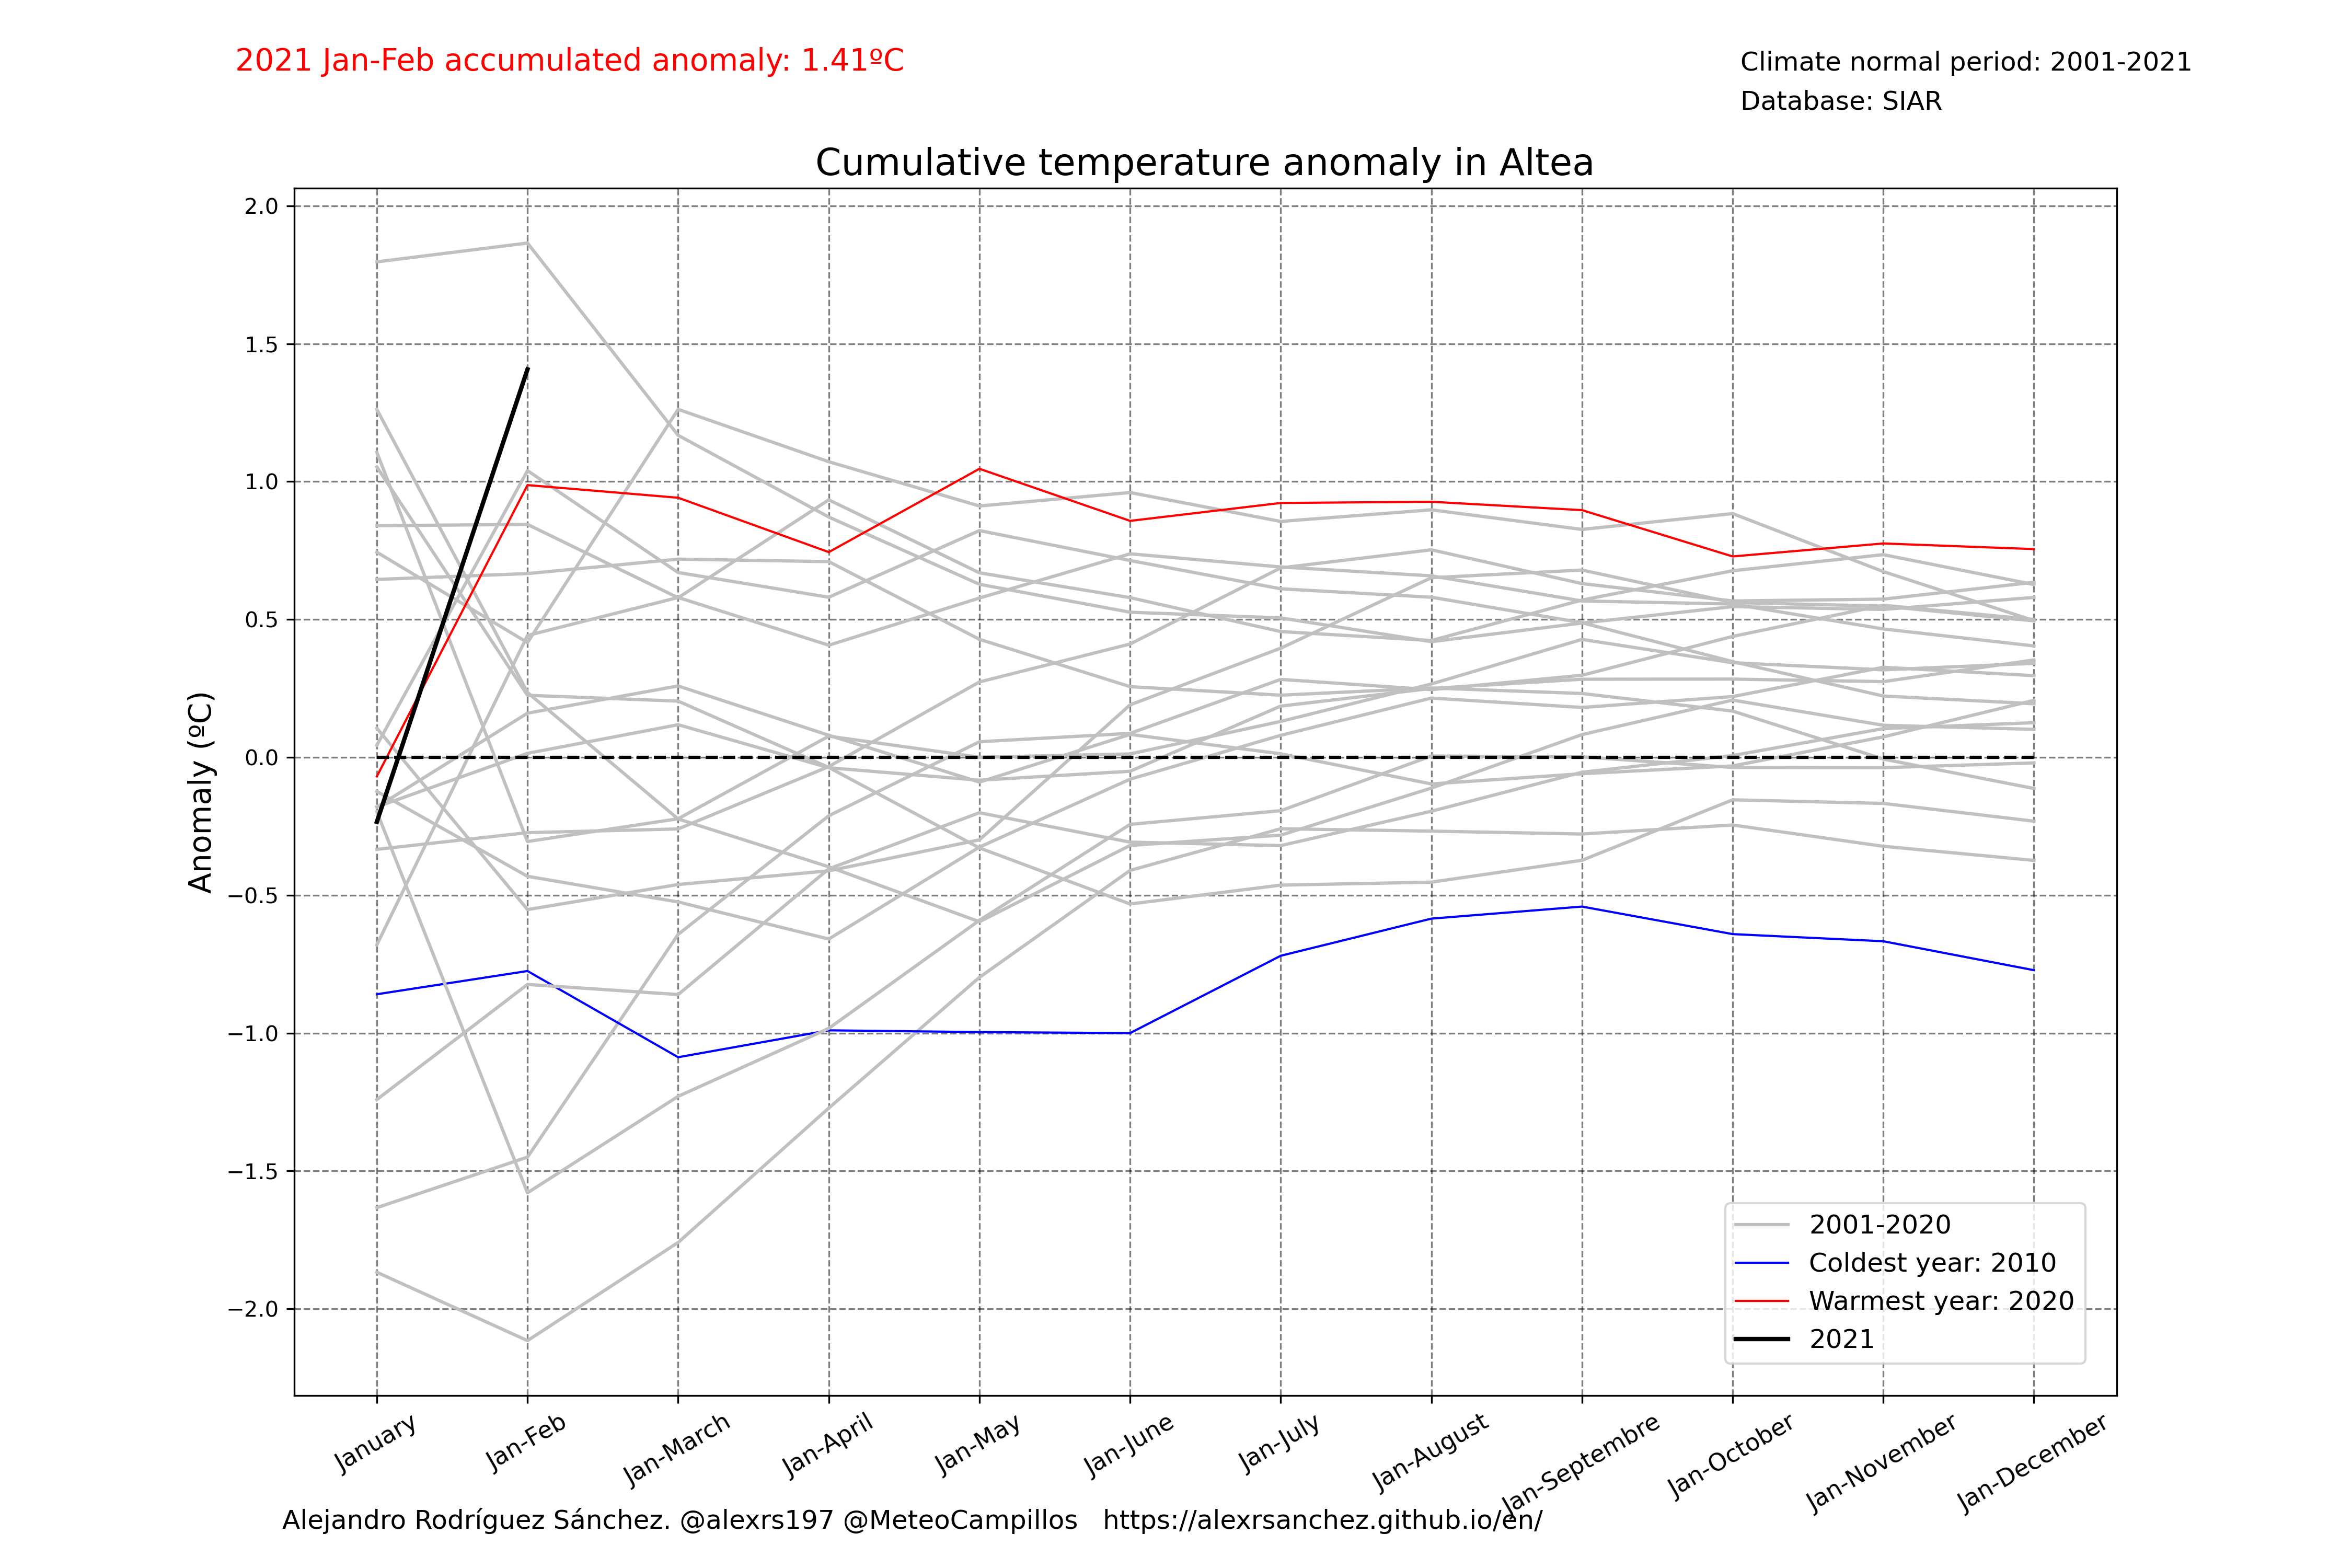 2021 Jan-Feb accumulated anomaly: 1.41ºC
Climate normal period: 2001-2021
Database: SIAR
Cumulative temperature anomaly in Altea
2.0
1.5
1.0
0.5
0.0
−0.5
−1.0
−1.5
−2.0
Anomaly (ºC)
2001-2020
Coldest year: 2010
Warmest year: 2020
2021
January
Jan-Feb
Jan-March
Jan-April
Jan-May
Jan-June
Jan-July
Jan-August
Jan-Septembre
Jan-October
Jan-November
Jan-December
Alejandro Rodríguez Sánchez. @alexrs197 @MeteoCampillos https://alexrsanchez.github.io/en/